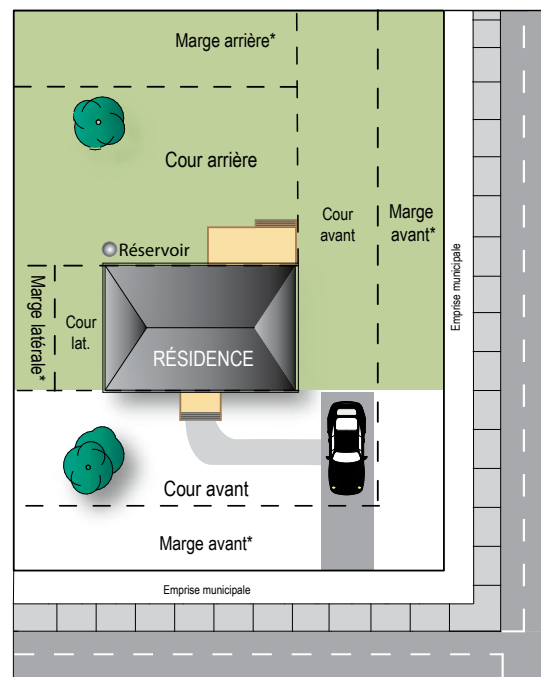 Marge arrière*
Cour arrière
Cour
avant
Marge
avant*
Emprise municipale
Réservoir
Marge latérale*
Cour
lat.
RÉSIDENCE
Cour avant
Marge avant*
Emprise municipale